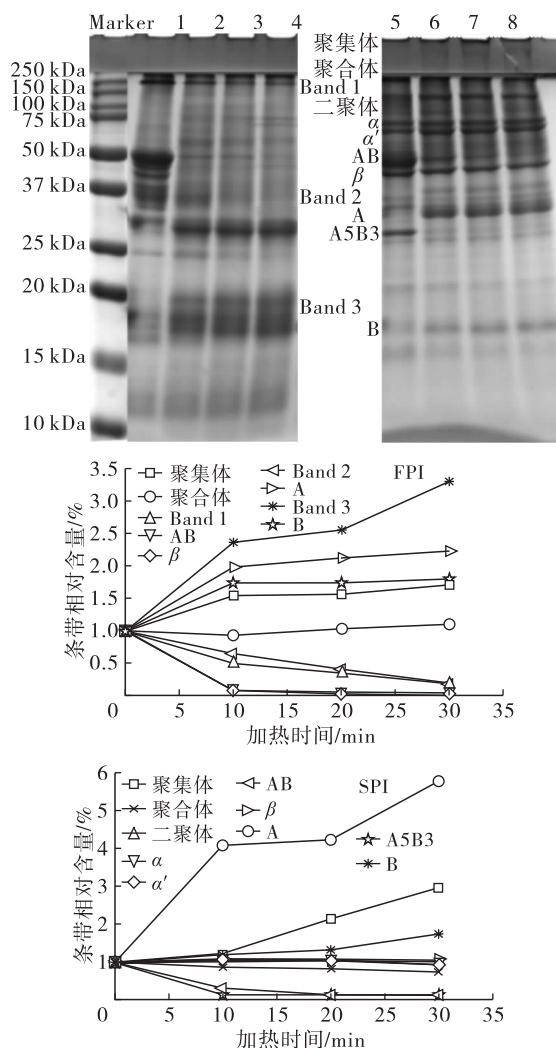 Marker 1 2 3 4 5 6 7 8
聚集体
聚合体
250 kDa
150 kDa
100 kDa
75 kDa
50 kDa
37 kDa
25 kDa
20 kDa
15 kDa
10 kDa
Band 1
二聚体
α
α′
AB
β
Band 2
A
A5B3
Band 3
B
条带相对含量/%
3.5
3.0
2.5
2.0
1.5
1.0
0.5
0 5 10 15 20 25 30 35
加热时间/min
聚集体
聚合体
Band 1
AB
β
Band 2
A
Band 3
B
FPI
条带相对含量/%
6
5
4
3
2
1
0 5 10 15 20 25 30 35
加热时间/min
聚集体
聚合体
二聚体
α
α′
AB
β
A
SPI
A5B3
B